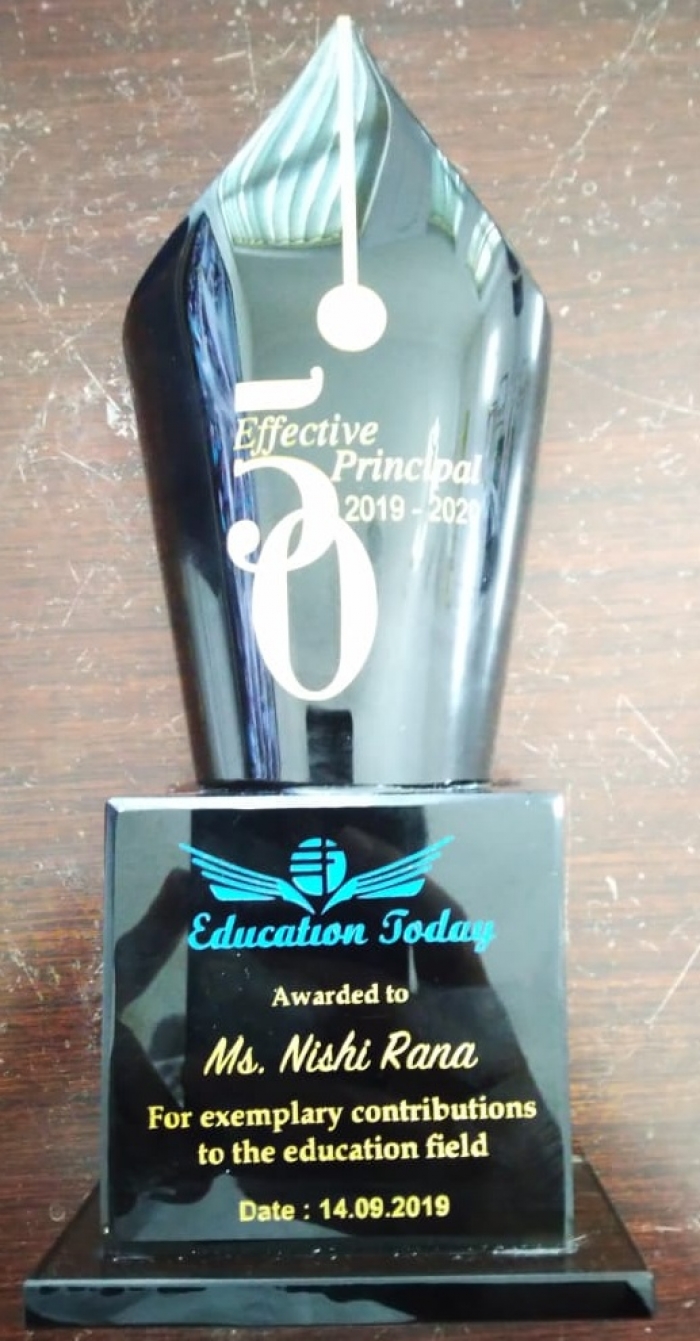 50
Effective
Principal
2019 - 2020
Education Today
Awarded to
Ms. Nishi Rana
For exemplary contributions
to the education field
Date : 14.09.2019